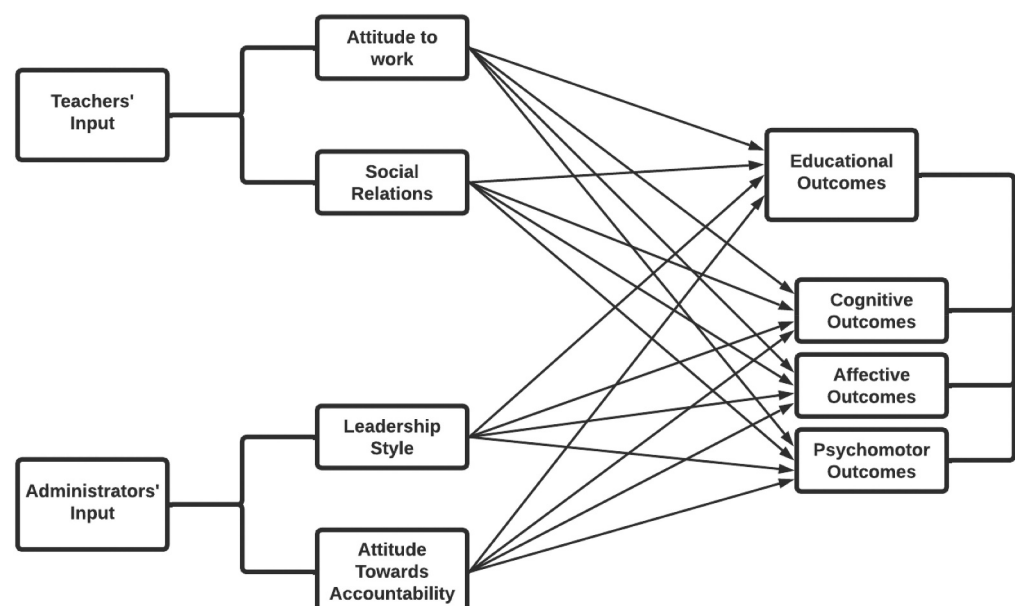 Attitude to
work
Teachers'
Input
Social
Relations
Educational
Outcomes
Cognitive
Outcomes
Affective
Outcomes
Psychomotor
Outcomes
Leadership
Style
Administrators'
Input
Attitude
Towards
Accountability